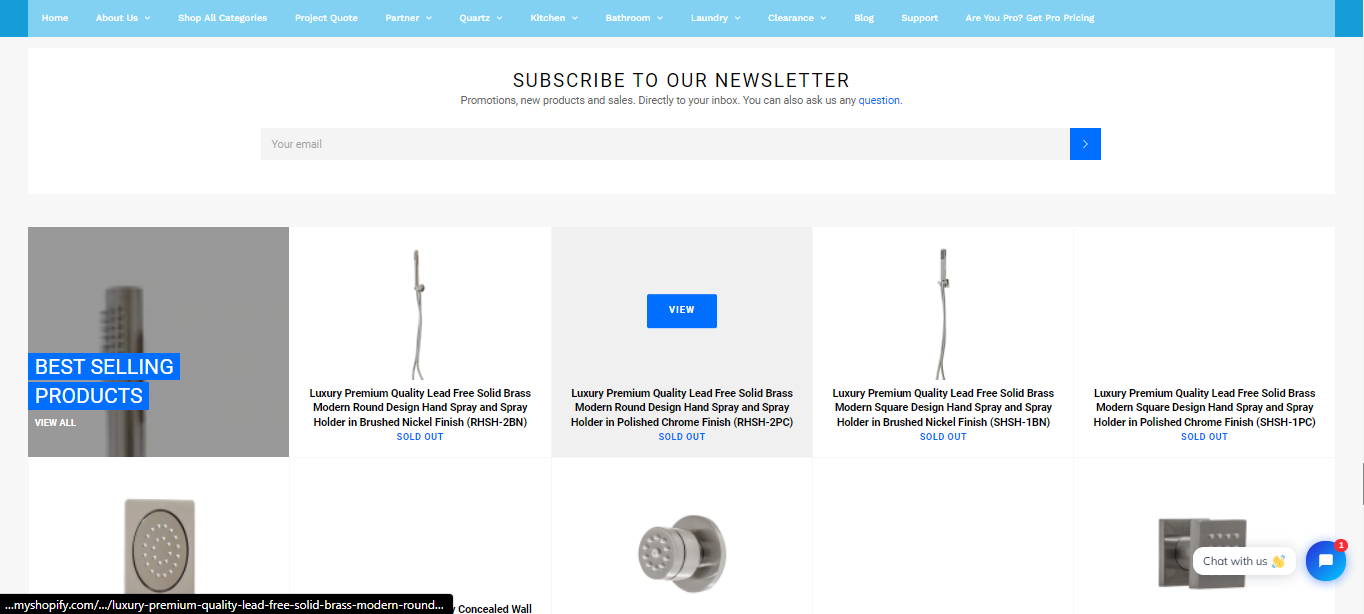 Home About Us Shop All Categories Project Quote Partner Quartz Kitchen Bathroom Laundry Clearance Blog Support Are You Pro? Get Pro Pricing
SUBSCRIBE TO OUR NEWSLETTER
Promotions, new products and sales. Directly to your inbox. You can also ask us any question.
Your email
BEST SELLING
PRODUCTS
VIEW ALL
Luxury Premium Quality Lead Free Solid Brass
Modern Round Design Hand Spray and Spray
Holder in Brushed Nickel Finish (RHSH-2BN)
SOLD OUT
VIEW
Luxury Premium Quality Lead Free Solid Brass
Modern Round Design Hand Spray and Spray
Holder in Polished Chrome Finish (RHSH-2PC)
SOLD OUT
Luxury Premium Quality Lead Free Solid Brass
Modern Square Design Hand Spray and Spray
Holder in Brushed Nickel Finish (SHSH-1BN)
SOLD OUT
Luxury Premium Quality Lead Free Solid Brass
Modern Square Design Hand Spray and Spray
Holder in Polished Chrome Finish (SHSH-1PC)
SOLD OUT
Chat with us 👋
1
...myshopify.com/.../luxury-premium-quality-lead-free-solid-brass-modern-round...
Concealed Wall